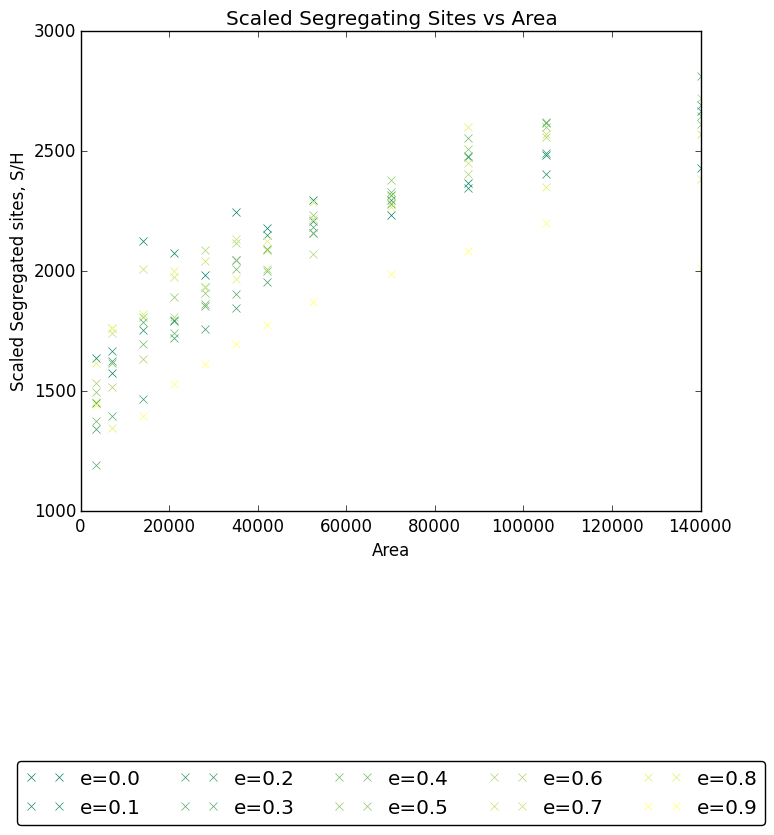 Scaled Segregating Sites vs Area
3000
2500
2000
1500
1000
Scaled Segregated sites, S/H
0 20000 40000 60000 80000 100000 120000 140000
Area
e=0.0 e=0.2 e=0.4 e=0.6 e=0.8
e=0.1 e=0.3 e=0.5 e=0.7 e=0.9